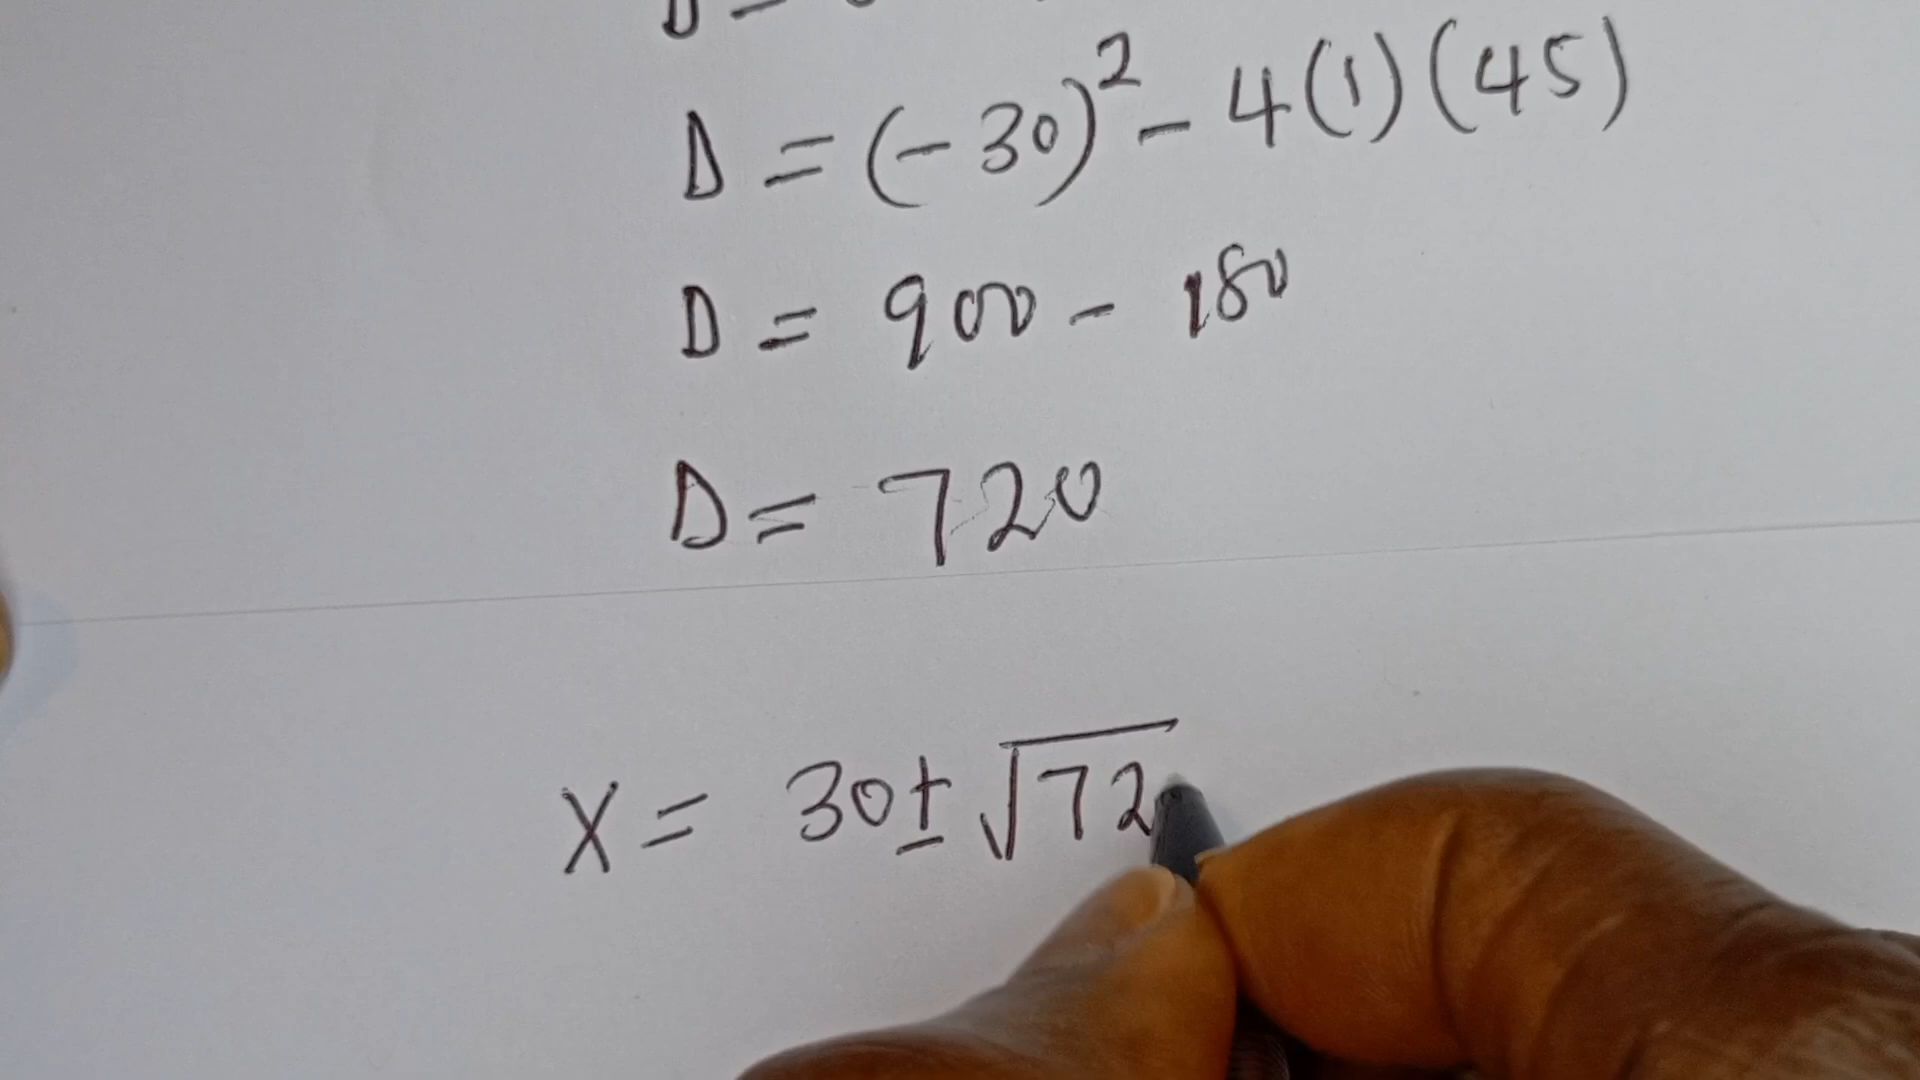 D = (-30)² - 4(1)(45)
D = 900 - 180
D = 720
X = 30 ± √72